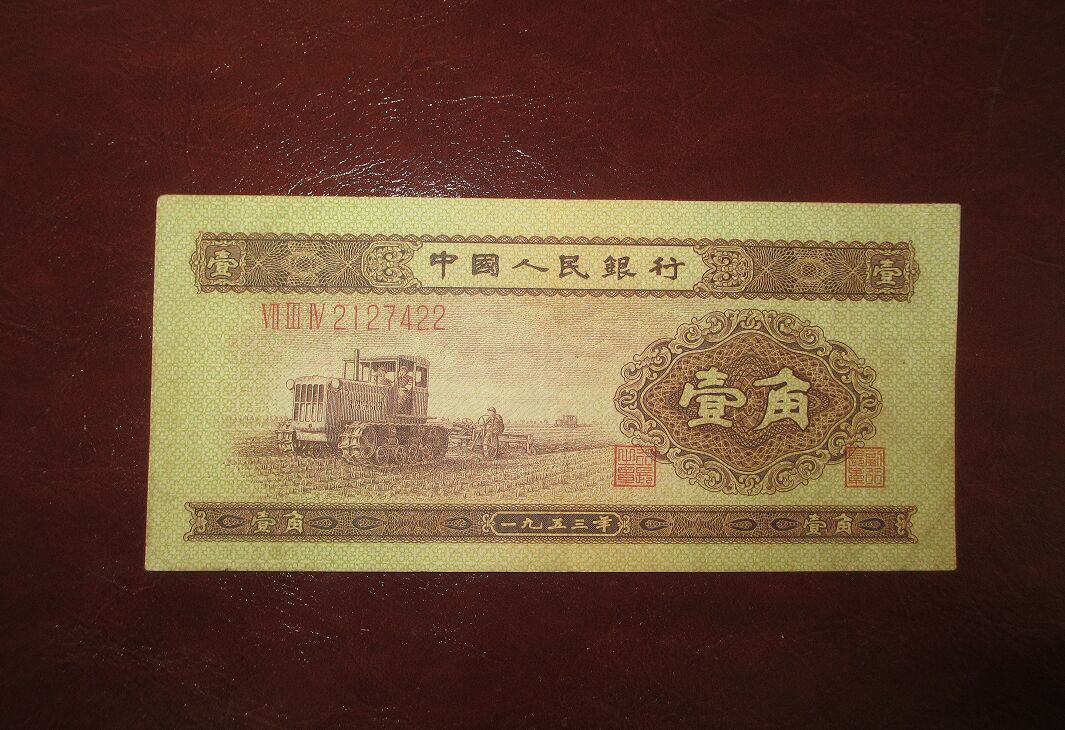 壹 中國人民銀行 壹
VII III IV 2127422
壹角
壹角 一九五三年 壹角